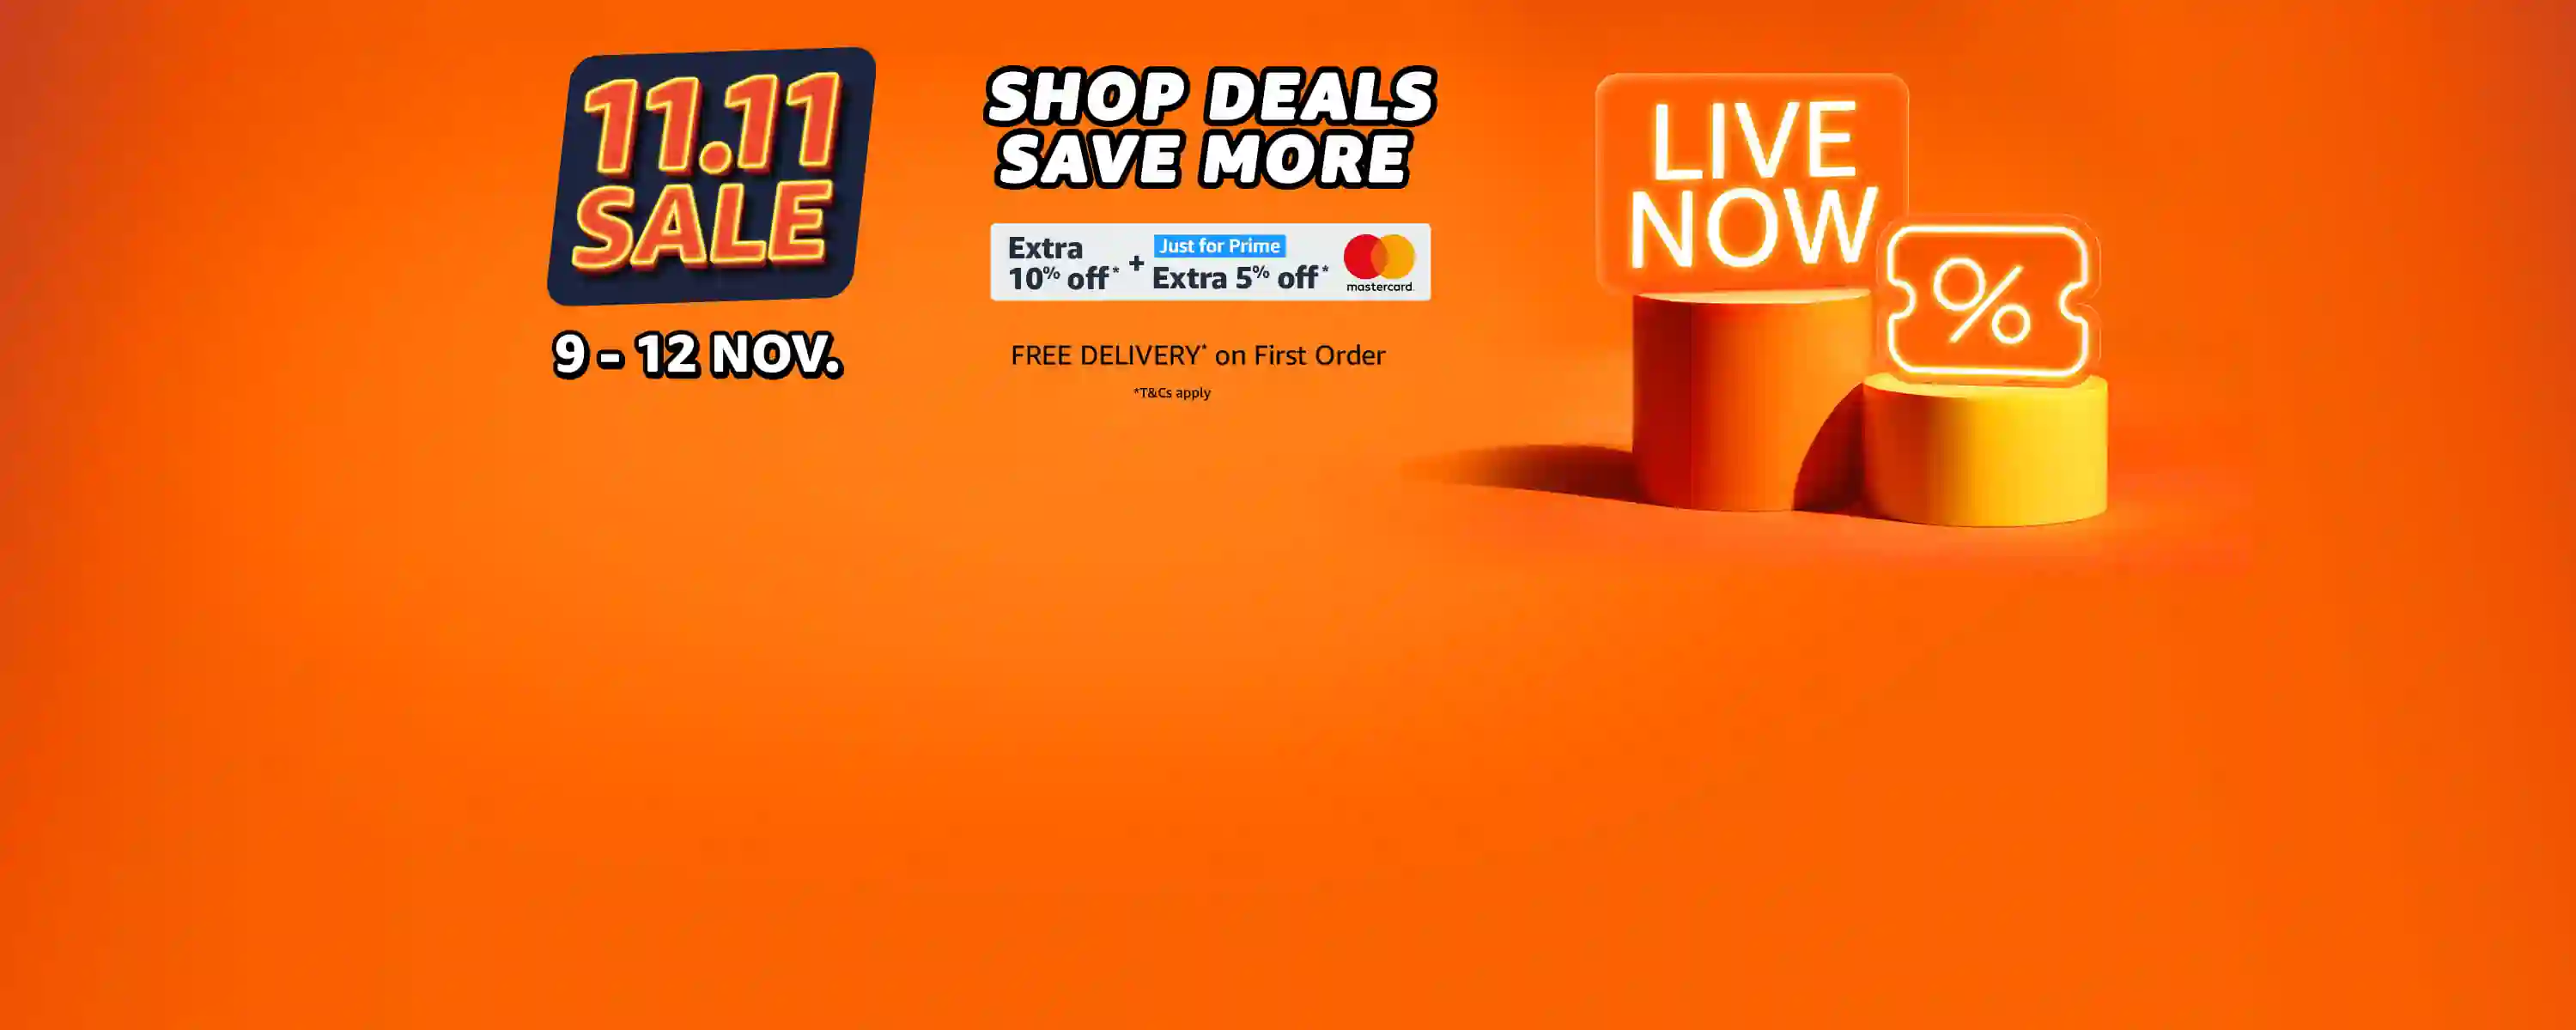 11.11
SALE
9 - 12 NOV.
SHOP DEALS
SAVE MORE
Extra
10% off*
+
Just for Prime
Extra 5% off*
mastercard
FREE DELIVERY* on First Order
*T&Cs apply
LIVE
NOW
%